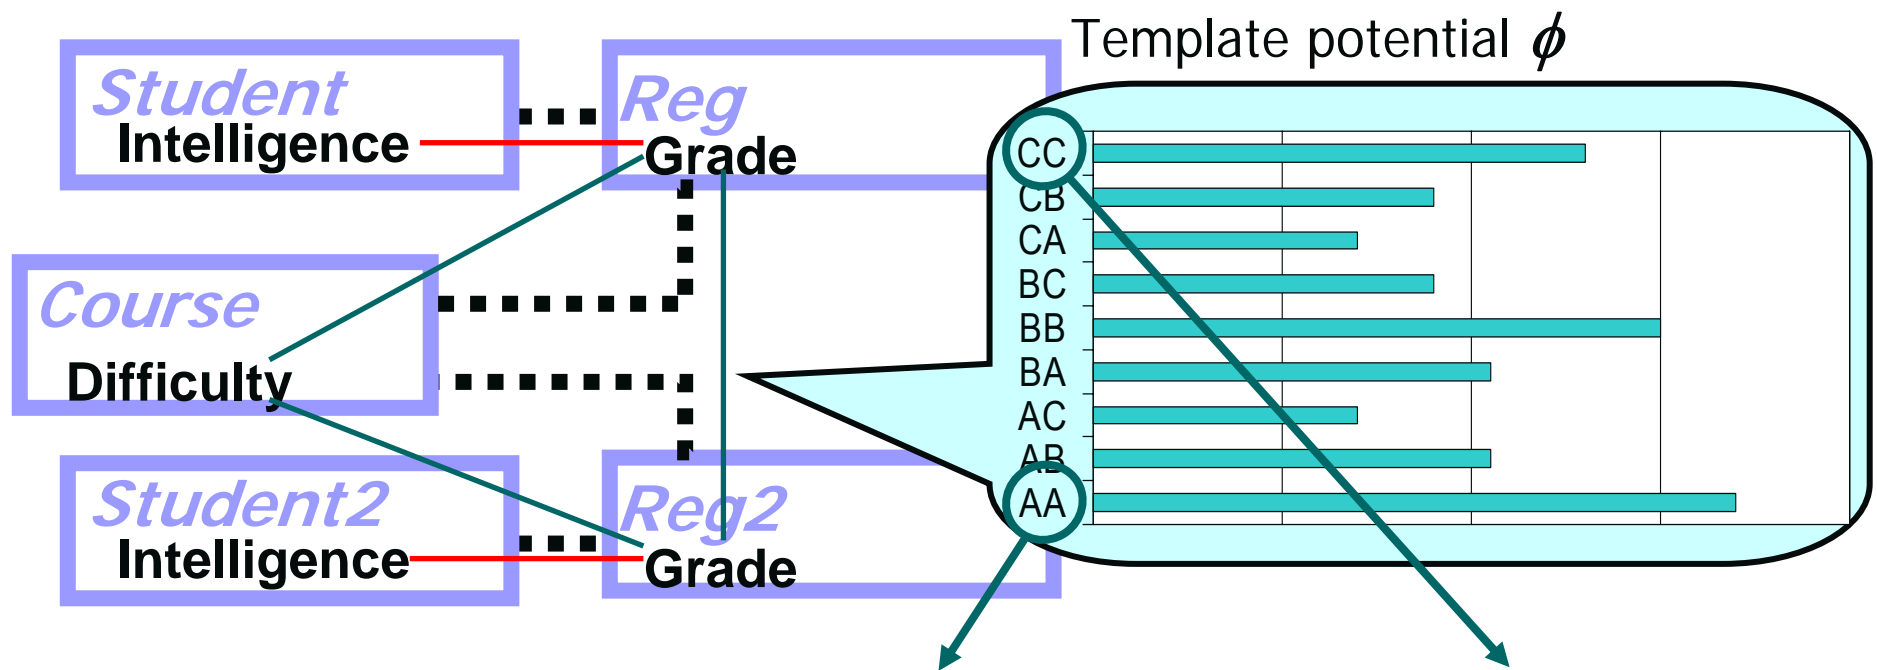 Template potential ϕ
Student
Intelligence
Reg
Grade
Course
Difficulty
Student2
Intelligence
Reg2
Grade
CC
CB
CA
BC
BB
BA
AC
AB
AA